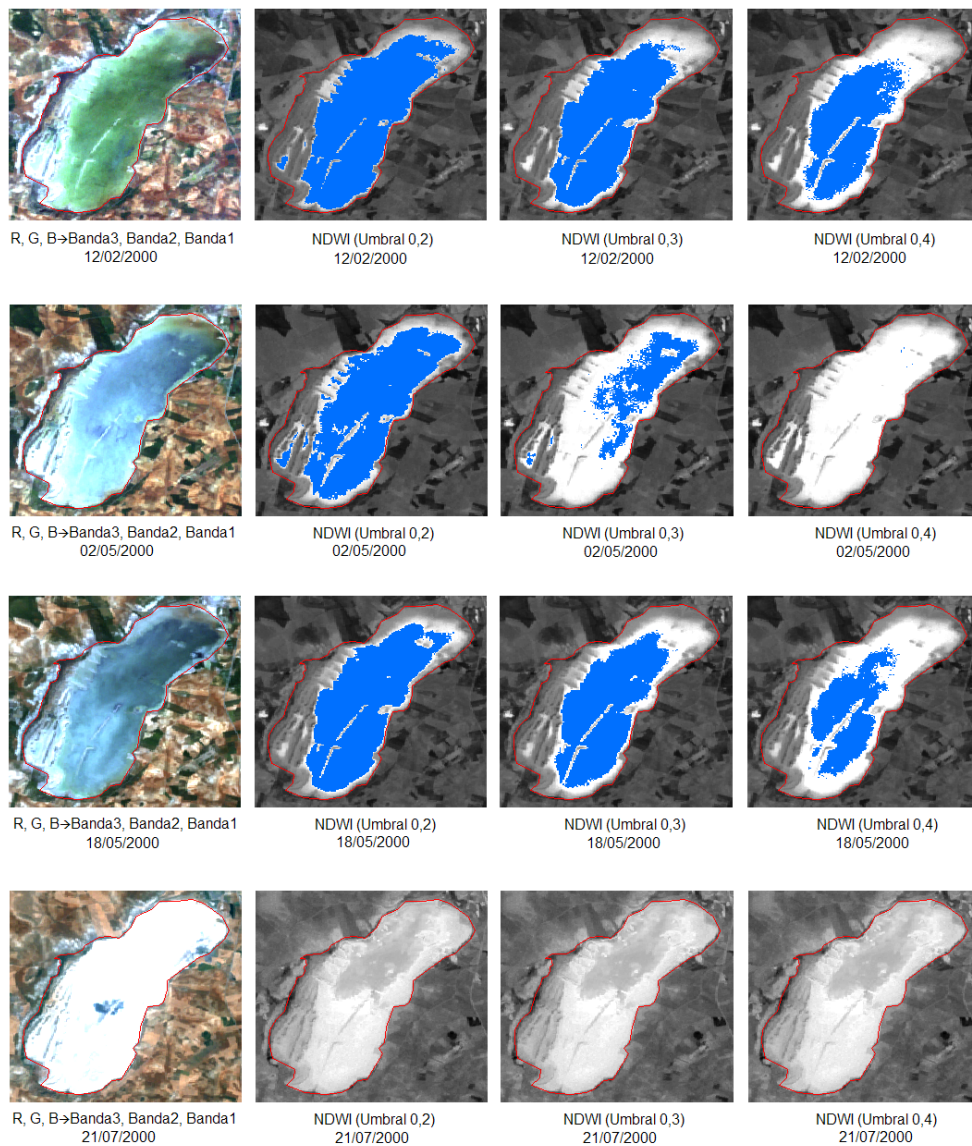 R, G, B→Banda3, Banda2, Banda1
12/02/2000
NDWI (Umbral 0,2)
12/02/2000
NDWI (Umbral 0,3)
12/02/2000
NDWI (Umbral 0,4)
12/02/2000
R, G, B→Banda3, Banda2, Banda1
02/05/2000
NDWI (Umbral 0,2)
02/05/2000
NDWI (Umbral 0,3)
02/05/2000
NDWI (Umbral 0,4)
02/05/2000
R, G, B→Banda3, Banda2, Banda1
18/05/2000
NDWI (Umbral 0,2)
18/05/2000
NDWI (Umbral 0,3)
18/05/2000
NDWI (Umbral 0,4)
18/05/2000
R, G, B→Banda3, Banda2, Banda1
21/07/2000
NDWI (Umbral 0,2)
21/07/2000
NDWI (Umbral 0,3)
21/07/2000
NDWI (Umbral 0,4)
21/07/2000